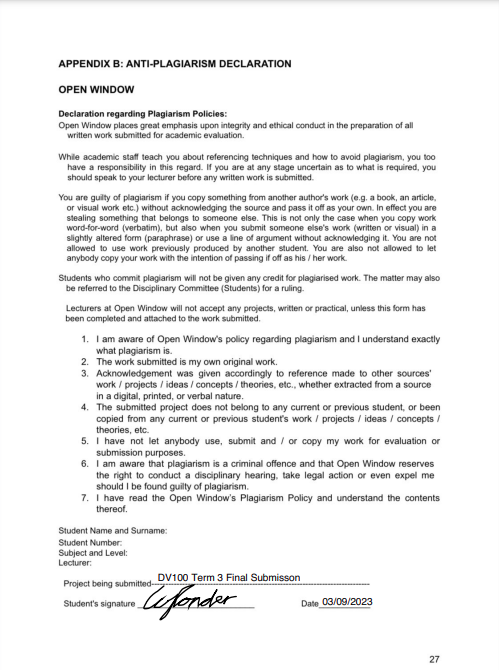 APPENDIX B: ANTI-PLAGIARISM DECLARATION
OPEN WINDOW
Declaration regarding Plagiarism Policies:
Open Window places great emphasis upon integrity and ethical conduct in the preparation of all
written work submitted for academic evaluation.
While academic staff teach you about referencing techniques and how to avoid plagiarism, you too
have a responsibility in this regard. If you are at any stage uncertain as to what is required, you
should speak to your lecturer before any written work is submitted.
You are guilty of plagiarism if you copy something from another author's work (e.g. a book, an article,
or visual work etc.) without acknowledging the source and pass it off as your own. In effect you are
stealing something that belongs to someone else. This is not only the case when you copy work
word-for-word (verbatim), but also when you submit someone else's work (written or visual) in a
slightly altered form (paraphrase) or use a line of argument without acknowledging it. You are not
allowed to use work previously produced by another student. You are also not allowed to let
anybody copy your work with the intention of passing if off as his / her work.
Students who commit plagiarism will not be given any credit for plagiarised work. The matter may also
be referred to the Disciplinary Committee (Students) for a ruling.
Lecturers at Open Window will not accept any projects, written or practical, unless this form has
been completed and attached to the work submitted.
1. I am aware of Open Window's policy regarding plagiarism and I understand exactly
what plagiarism is.
2. The work submitted is my own original work.
3. Acknowledgement was given accordingly to reference made to other sources'
work / projects / ideas / concepts / theories, etc., whether extracted from a source
in a digital, printed, or verbal nature.
4. The submitted project does not belong to any current or previous student, or been
copied from any current or previous student's work / projects / ideas / concepts /
theories, etc.
5. I have not let anybody use, submit and / or copy my work for evaluation or
submission purposes.
6. I am aware that plagiarism is a criminal offence and that Open Window reserves
the right to conduct a disciplinary hearing, take legal action or even expel me
should I be found guilty of plagiarism.
7. I have read the Open Window's Plagiarism Policy and understand the contents
thereof.
Student Name and Surname:
Student Number:
Subject and Level:
Lecturer:
Project being submitted DV100 Term 3 Final Submisson
Student's signature Date 03/09/2023
27